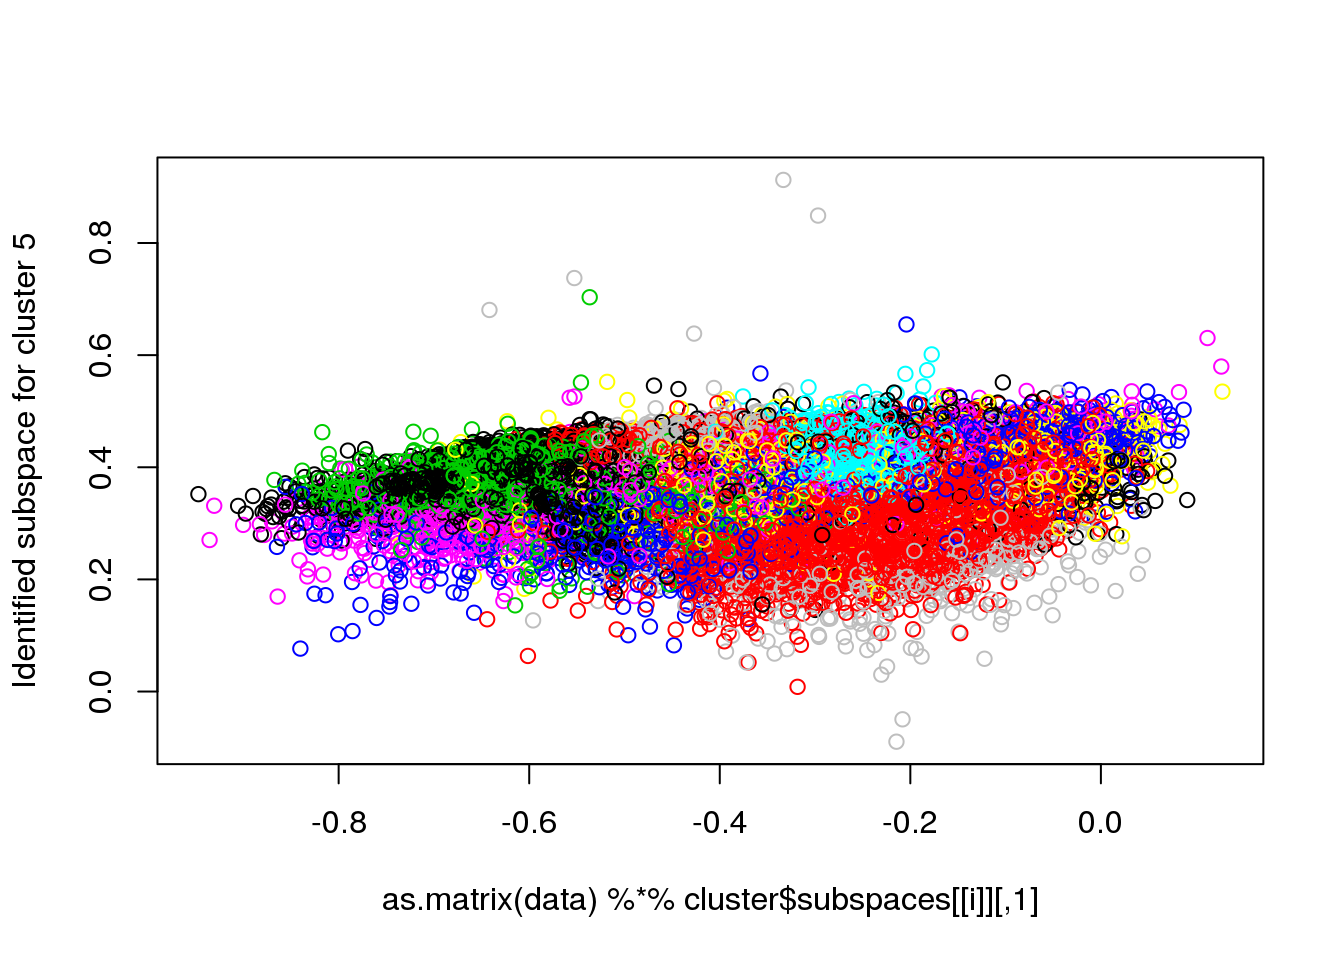 Identified subspace for cluster 5
0.8
0.6
0.4
0.2
0.0
-0.8 -0.6 -0.4 -0.2 0.0
as.matrix(data) %*% cluster$subspaces[[i]][,1]